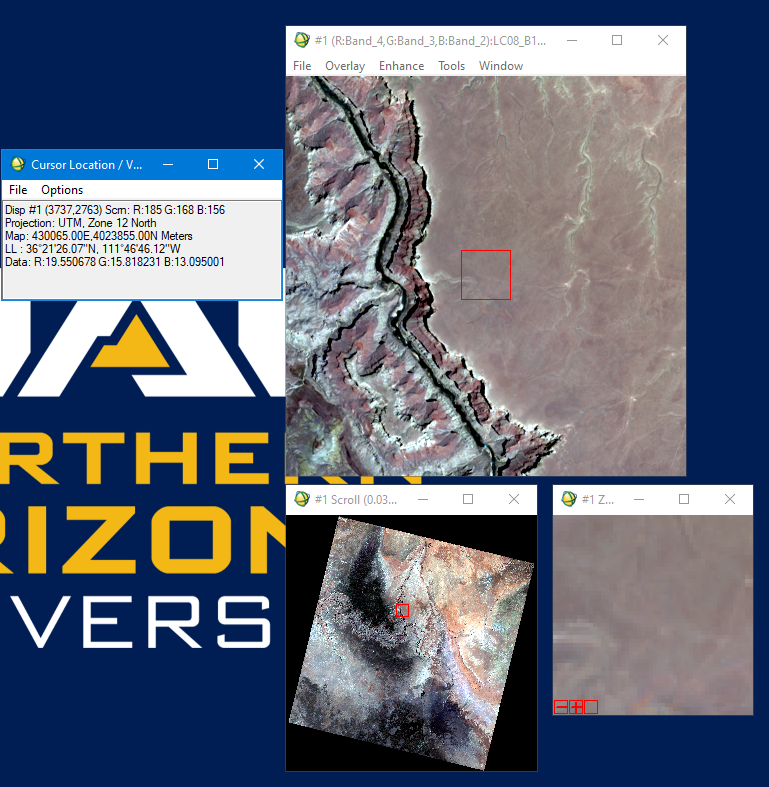 #1 (R:Band_4,G:Band_3,B:Band_2):LC08_B1...
File Overlay Enhance Tools Window
Cursor Location / V...
File Options
Disp #1 (3737,2763) Scrn: R:185 G:168 B:156
Projection: UTM, Zone 12 North
Map: 430065.00E,4023855.00N Meters
LL : 36°21'26.07"N, 111°46'46.12"W
Data: R:19.550678 G:15.818231 B:13.095001
RTHERN
RIZON
VERS
#1 Scroll (0.03...
#1 Z...